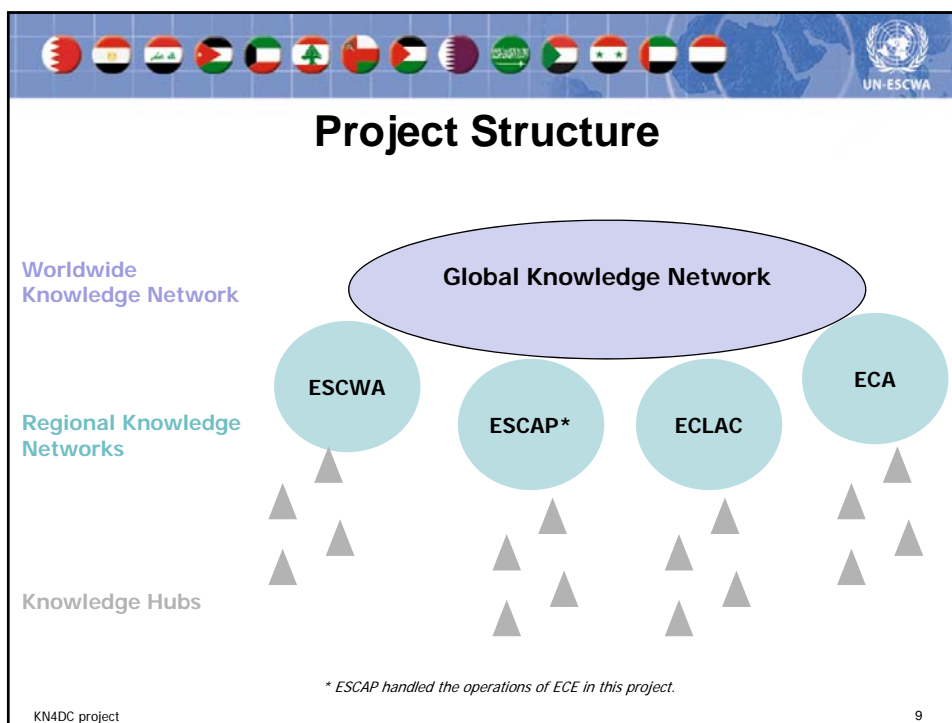 UN-ESCWA
Project Structure
Worldwide
Knowledge Network
Global Knowledge Network
ESCWA
ESCAP*
ECLAC
ECA
Regional Knowledge
Networks
Knowledge Hubs
* ESCAP handled the operations of ECE in this project.
KN4DC project
9